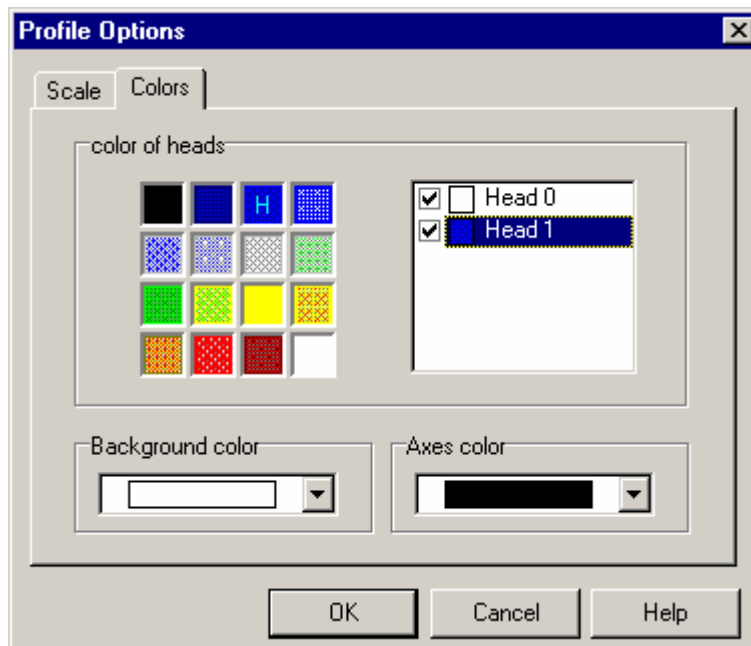 Profile Options
Scale Colors
color of heads
H
Head 0
Head 1
Background color
Axes color
OK Cancel Help